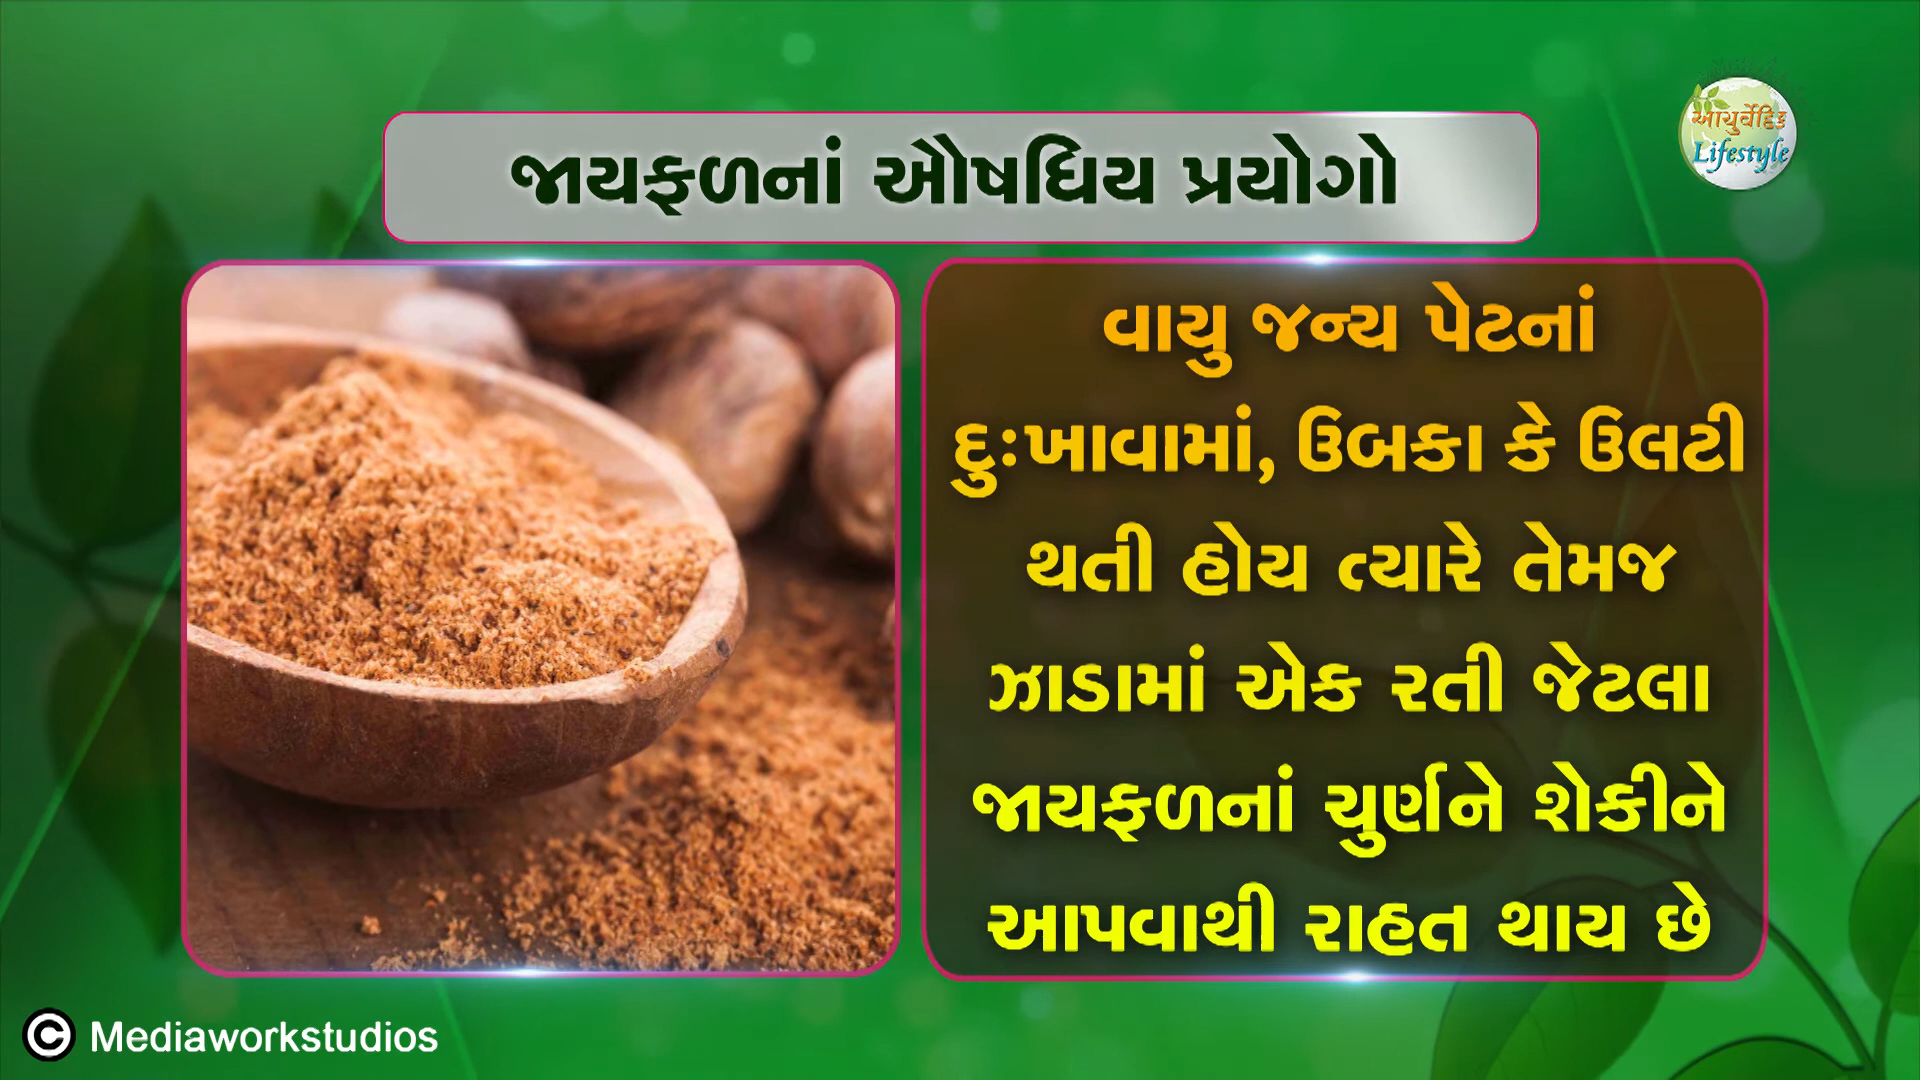 આયુર્વેદિક
Lifestyle
જાયફળનાં ઔષધિય પ્રયોગો
વાયુ જન્ય પેટનાં
દુઃખાવામાં, ઉબકા કે ઉલટી
થતી હોય ત્યારે તેમજ
ઝાડામાં એક રતી જેટલા
જાયફળનાં ચુર્ણને શેકીને
આપવાથી રાહત થાય છે
© Mediaworkstudios